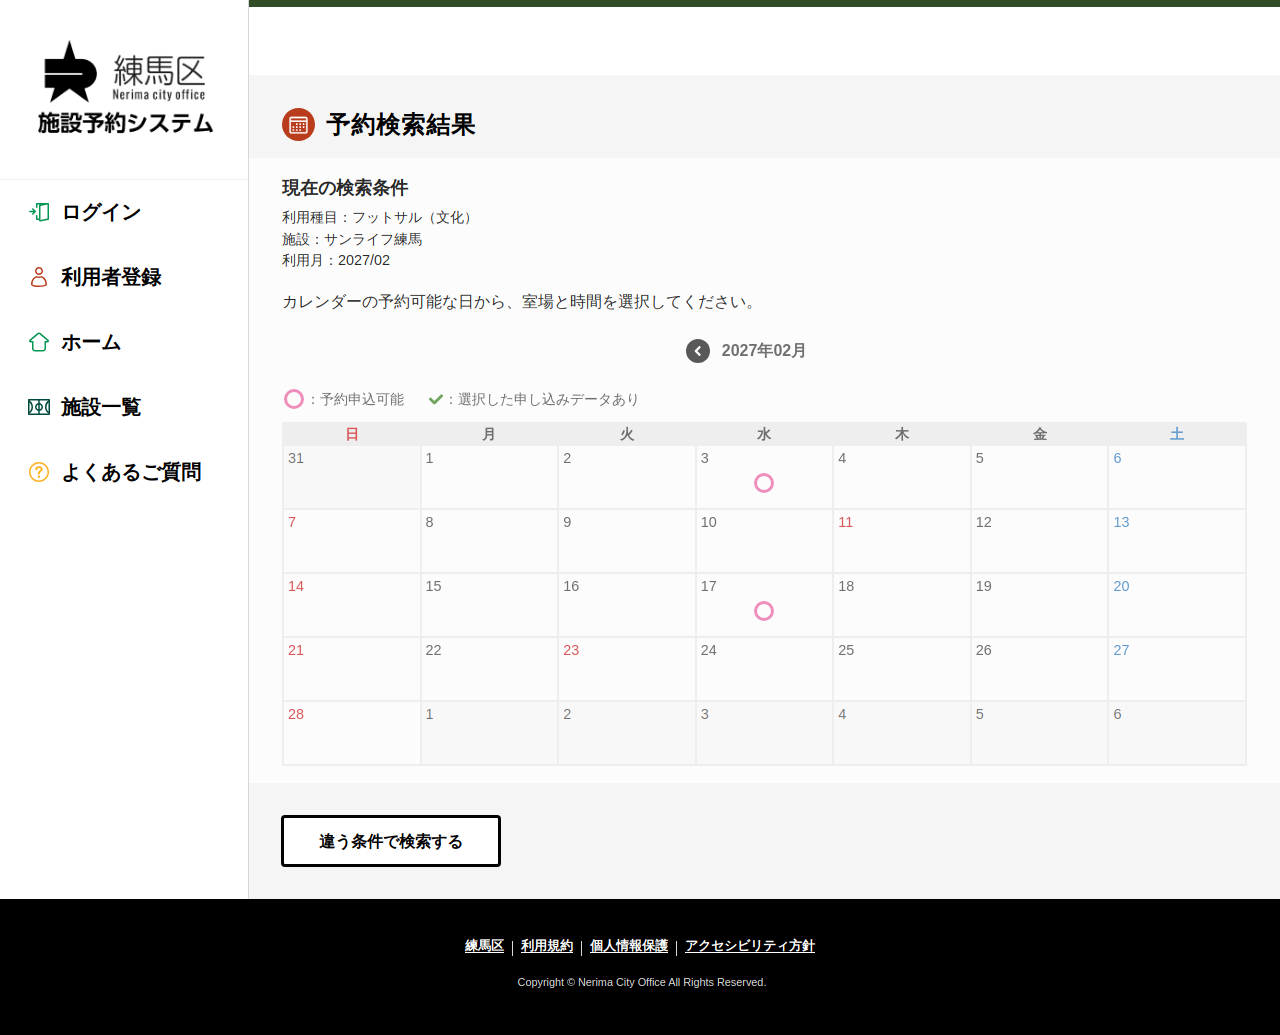 練馬区
Nerima city office
施設予約システム
ログイン
利用者登録
ホーム
施設一覧
よくあるご質問
予約検索結果
現在の検索条件
利用種目：フットサル（文化）
施設：サンライフ練馬
利用月：2027/02
カレンダーの予約可能な日から、室場と時間を選択してください。
2027年02月
：予約申込可能 ：選択した申し込みデータあり
日 月 火 水 木 金 土
31 1 2 3 4 5 6
7 8 9 10 11 12 13
14 15 16 17 18 19 20
21 22 23 24 25 26 27
28 1 2 3 4 5 6
違う条件で検索する
練馬区 | 利用規約 | 個人情報保護 | アクセシビリティ方針
Copyright © Nerima City Office All Rights Reserved.